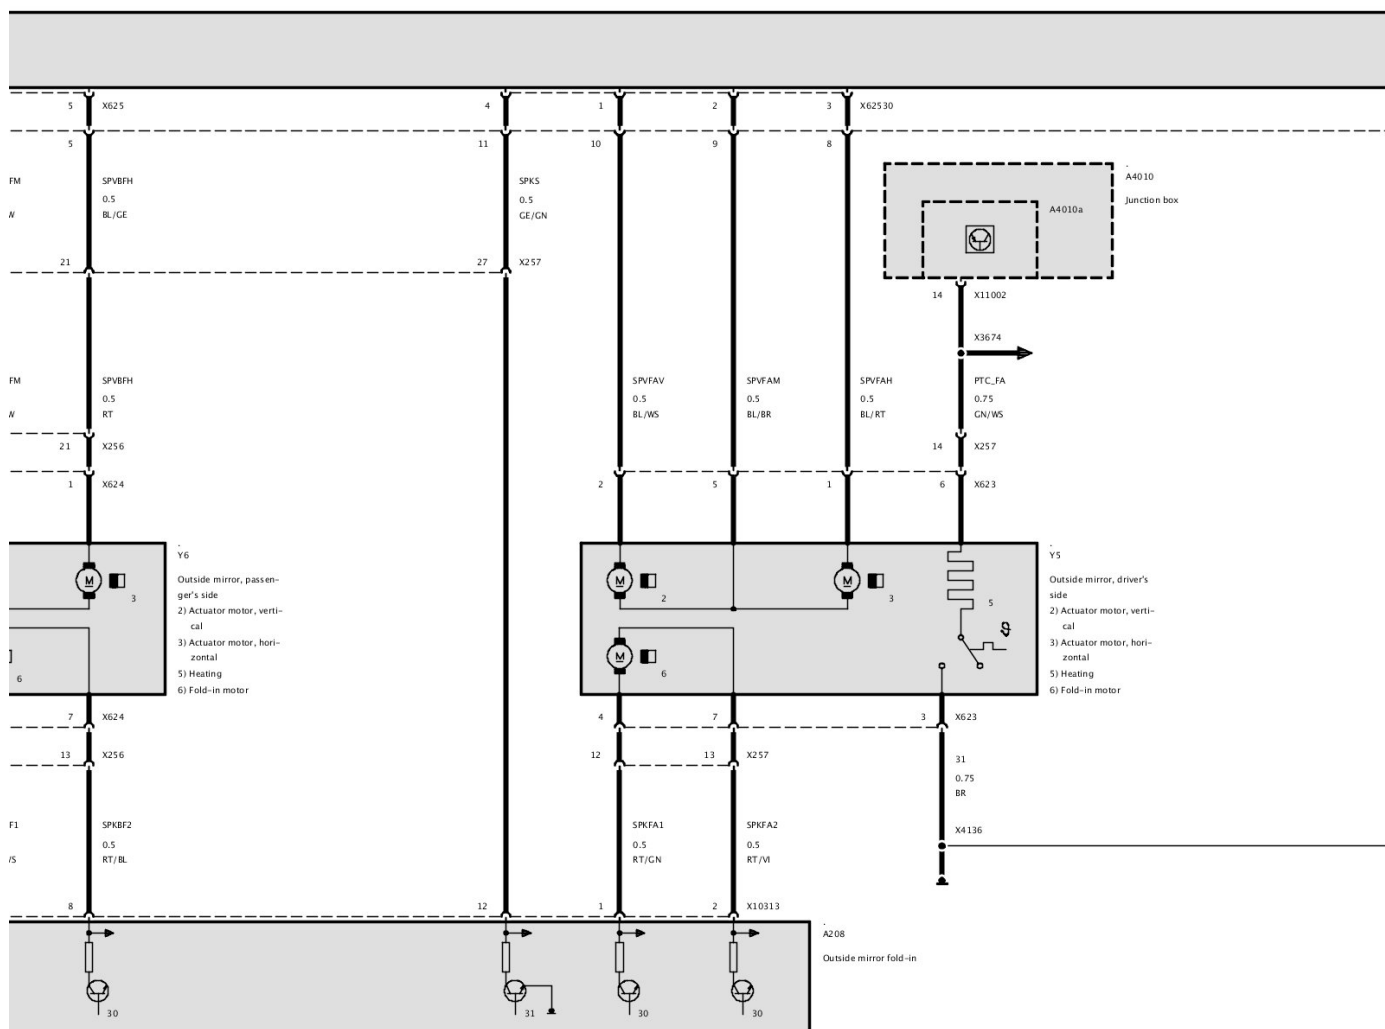 5 X625 4 1 2 3 X62530
5 11 10 9 8
A4010
FM SPVBFH SPKS A4010a Junction box
0.5 0.5
W BL/GE GE/GN
21 27 X257
14 X11002
X3674
FM SPVBFH SPVFAV SPVFAM SPVFAH PTC_FA
0.5 0.5 0.5 0.5 0.75
W RT BL/WS BL/BR BL/RT GN/WS
21 X256 14 X257
1 X624 2 5 1 6 X623
Y6 Y5
M M M
3 2 3 5
Outside mirror, passen-
ger's side
2) Actuator motor, verti-
cal
3) Actuator motor, hori-
zontal
5) Heating
6) Fold-in motor
Outside mirror, driver's
side
2) Actuator motor, verti-
cal
3) Actuator motor, hori-
zontal
5) Heating
6) Fold-in motor
M
6 6
7 X624 4 7 3 X623
13 X256 12 13 X257
31
0.75
BR
F1 SPKBF2 SPKFA1 SPKFA2 X4136
0.5 0.5 0.5
/S RT/BL RT/GN RT/VI
8 12 1 2 X10313
A208
Outside mirror fold-in
30 31 30 30